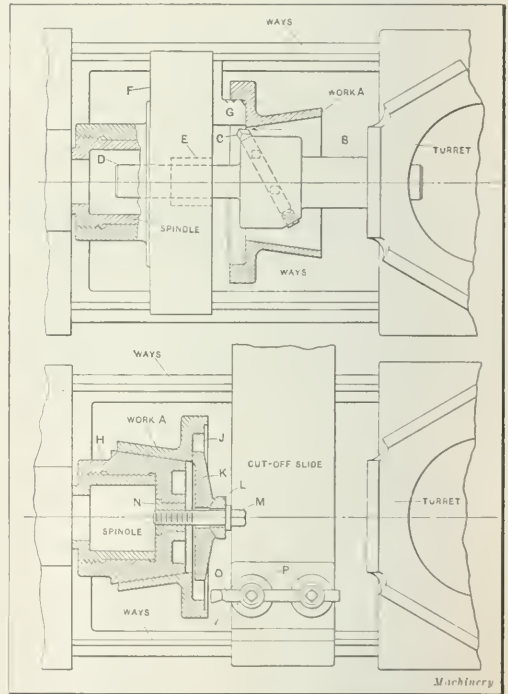 WAYS
F
G
WORK A
C
B
E
D
TURRET
SPINDLE
WAYS
WAYS
WORK A
H
J
K
CUT-OFF SLIDE
L
N
M
TURRET
SPINDLE
O
P
WAYS
Machinery